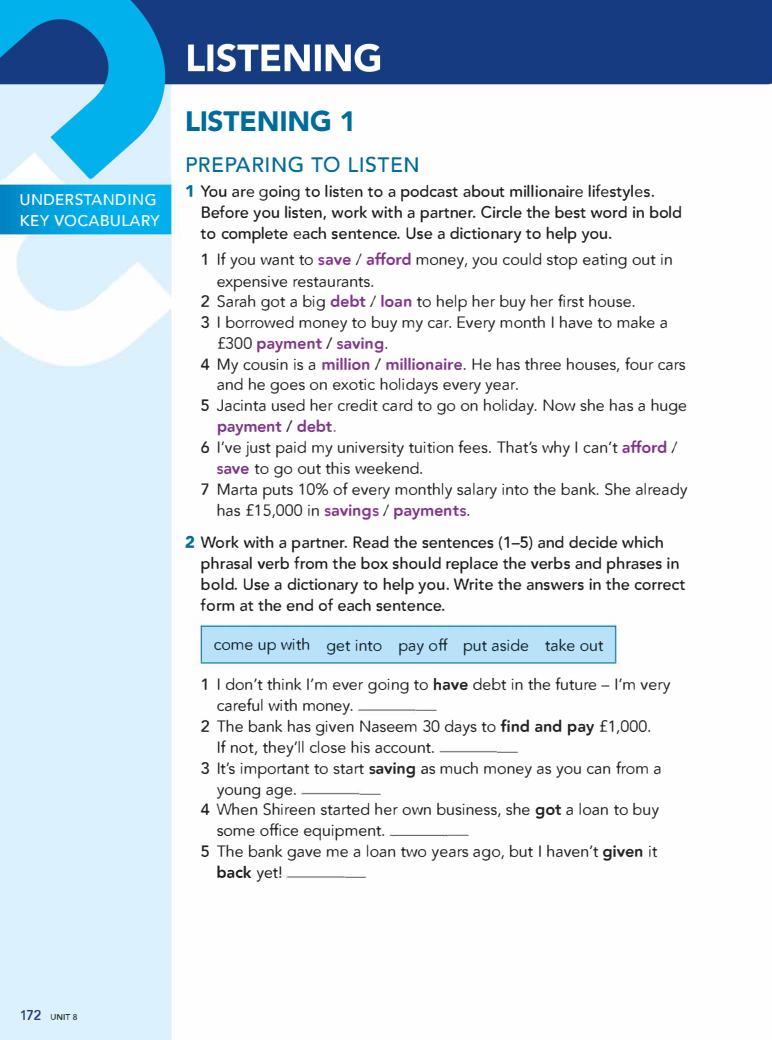 LISTENING
LISTENING 1
PREPARING TO LISTEN
UNDERSTANDING
KEY VOCABULARY
1 You are going to listen to a podcast about millionaire lifestyles.
Before you listen, work with a partner. Circle the best word in bold
to complete each sentence. Use a dictionary to help you.
1 If you want to save / afford money, you could stop eating out in
expensive restaurants.
2 Sarah got a big debt / loan to help her buy her first house.
3 I borrowed money to buy my car. Every month I have to make a
£300 payment / saving.
4 My cousin is a million / millionaire. He has three houses, four cars
and he goes on exotic holidays every year.
5 Jacinta used her credit card to go on holiday. Now she has a huge
payment / debt.
6 I've just paid my university tuition fees. That's why I can't afford /
save to go out this weekend.
7 Marta puts 10% of every monthly salary into the bank. She already
has £15,000 in savings / payments.
2 Work with a partner. Read the sentences (1–5) and decide which
phrasal verb from the box should replace the verbs and phrases in
bold. Use a dictionary to help you. Write the answers in the correct
form at the end of each sentence.
come up with get into pay off put aside take out
1 I don't think I'm ever going to have debt in the future – I'm very
careful with money.
2 The bank has given Naseem 30 days to find and pay £1,000.
If not, they'll close his account.
3 It's important to start saving as much money as you can from a
young age.
4 When Shireen started her own business, she got a loan to buy
some office equipment.
5 The bank gave me a loan two years ago, but I haven't given it
back yet!
172 UNIT 8